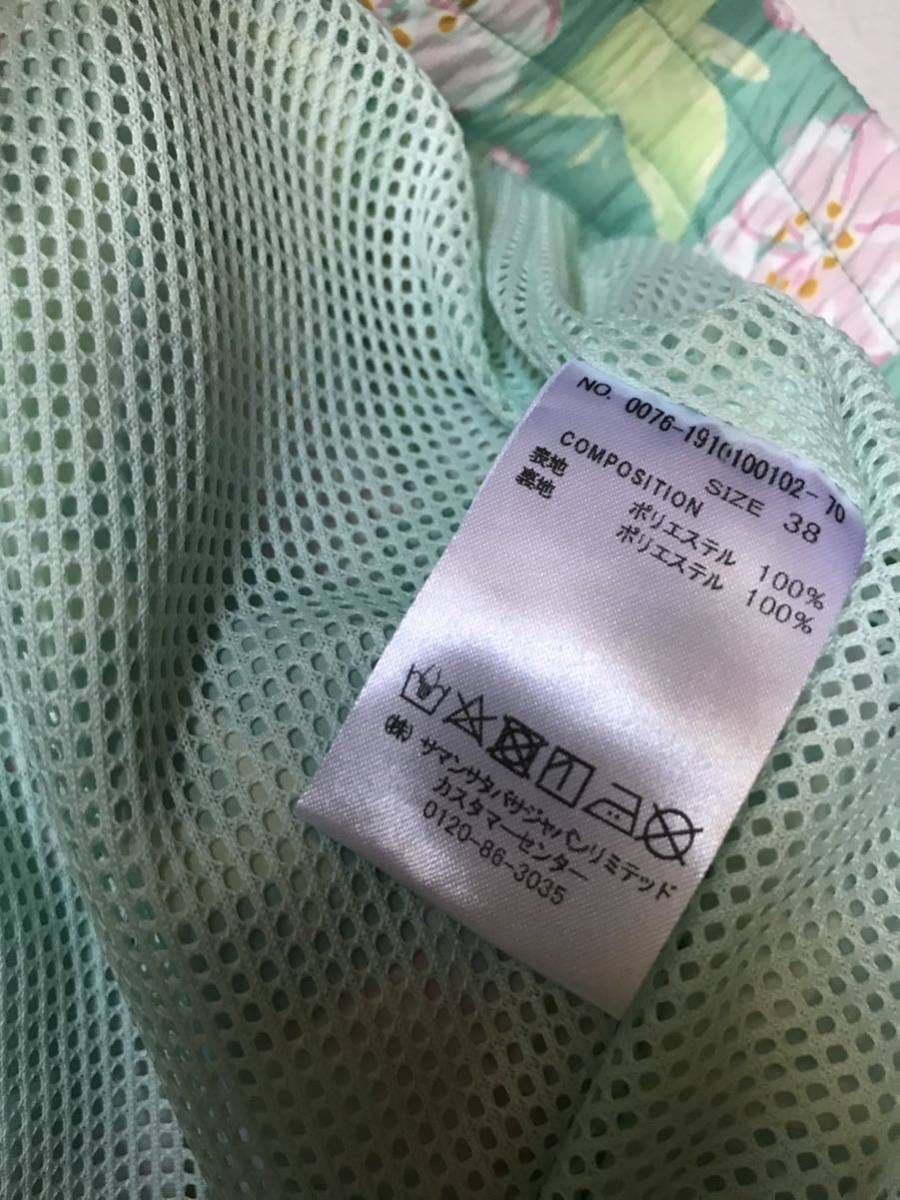 NO. 0076-1910100102-70
SIZE 38
COMPOSITION
表地 ポリエステル 100%
裏地 ポリエステル 100%
(株) サマンサタバサジャパンリミテッド
カスタマーセンター
0120-86-3035